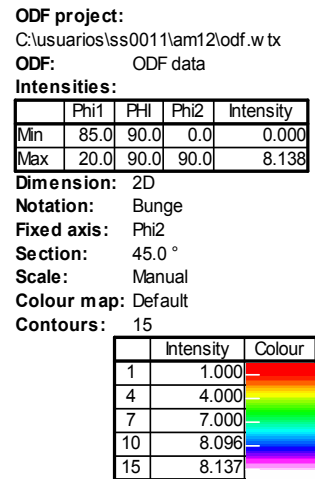 ODF project:
C:\usuarios\ss0011\am12\odf.wtx
ODF: ODF data
Intensities:
Phi1 PHI Phi2 Intensity
Min 85.0 90.0 0.0 0.000
Max 20.0 90.0 90.0 8.138
Dimension: 2D
Notation: Bunge
Fixed axis: Phi2
Section: 45.0 °
Scale: Manual
Colour map: Default
Contours: 15
Intensity Colour
1 1.000
4 4.000
7 7.000
10 8.096
15 8.137